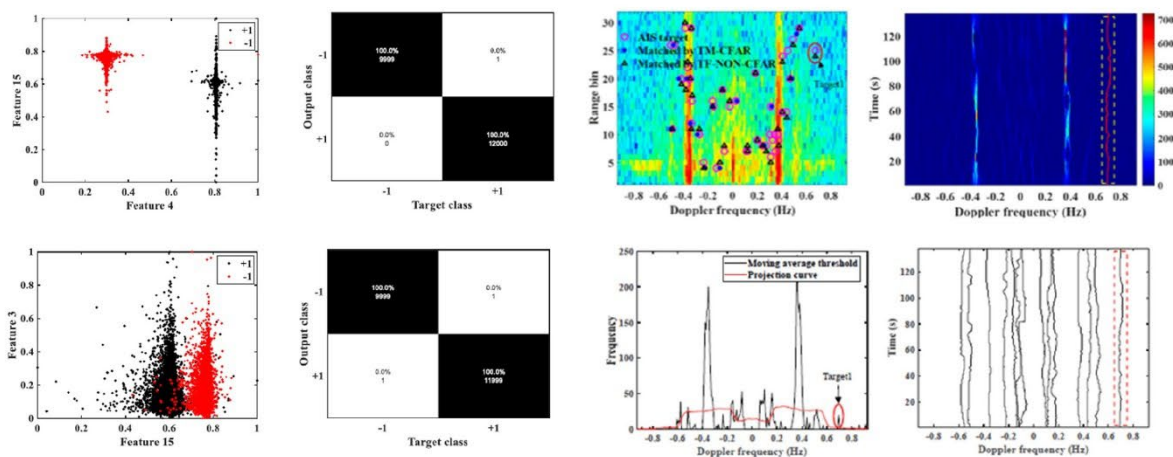 1
0.8
0.6
0.4
0.2
0
0 0.2 0.4 0.6 0.8 1
Feature 15
Feature 4
+1
-1
Output class
-1
+1
100.0%
9999
0.0%
1
0.0%
0
100.0%
12000
-1 +1
Target class
Range bin
30
25
20
15
10
5
AIS target
Matched by TM-CFAR
Matched by TF-NON-CFAR
Target1
-0.8 -0.6 -0.4 -0.2 0 0.2 0.4 0.6 0.8
Doppler frequency (Hz)
Time (s)
120
100
80
60
40
20
-0.8 -0.6 -0.4 -0.2 0 0.2 0.4 0.6 0.8
Doppler frequency (Hz)
700
600
500
400
300
200
100
0
Feature 3
1
0.8
0.6
0.4
0.2
0
0 0.2 0.4 0.6 0.8 1
Feature 15
+1
-1
Output class
-1
+1
100.0%
9999
0.0%
1
0.0%
1
100.0%
11999
-1 +1
Target class
Frequency
250
200
150
100
50
0
Moving average threshold
Projection curve
Target1
-0.8 -0.6 -0.4 -0.2 0 0.2 0.4 0.6 0.8
Doppler frequency (Hz)
Time (s)
120
100
80
60
40
20
-0.8 -0.6 -0.4 -0.2 0 0.2 0.4 0.6 0.8
Doppler frequency (Hz)